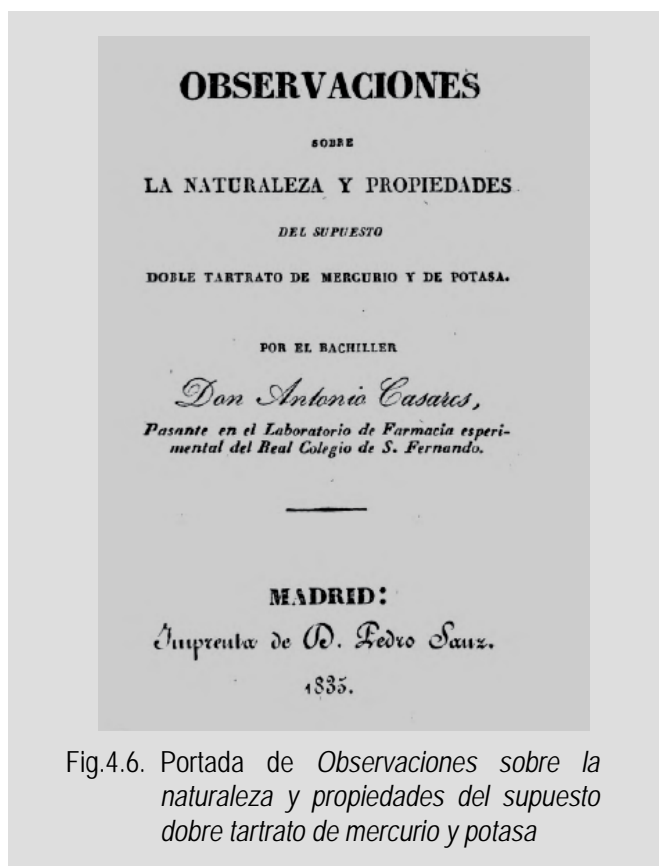 OBSERVACIONES
SOBRE
LA NATURALEZA Y PROPIEDADES
DEL SUPUESTO
DOBLE TARTRATO DE MERCURIO Y DE POTASA.
POR EL BACHILLER
Don Antonio Casares,
Pasante en el Laboratorio de Farmacia esperi-
mental del Real Colegio de S. Fernando.
MADRID:
Imprenta de D. Pedro Sanz.
1835.
Fig.4.6. Portada de Observaciones sobre la
naturaleza y propiedades del supuesto
dobre tartrato de mercurio y potasa